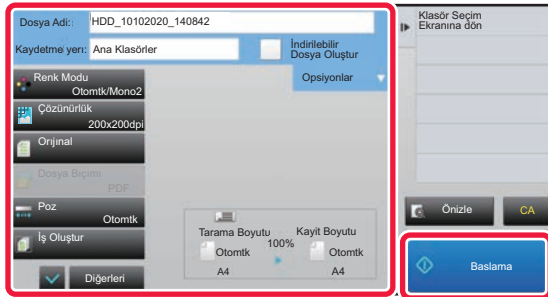 Dosya Adı:
HDD_10102020_140842
Kaydetme yeri:
Ana Klasörler
İndirilebilir
Dosya Oluştur
Opsiyonlar
Renk Modu
Otomtk/Mono2
Çözünürlük
200x200dpi
Orijinal
Dosya Biçimi
PDF
Poz
Otomtk
İş Oluştur
Diğerleri
Tarama Boyutu
100%
Kayit Boyutu
Otomtk
Otomtk
A4
A4
Klasör Seçim
Ekranına dön
Önizle
CA
Baslama